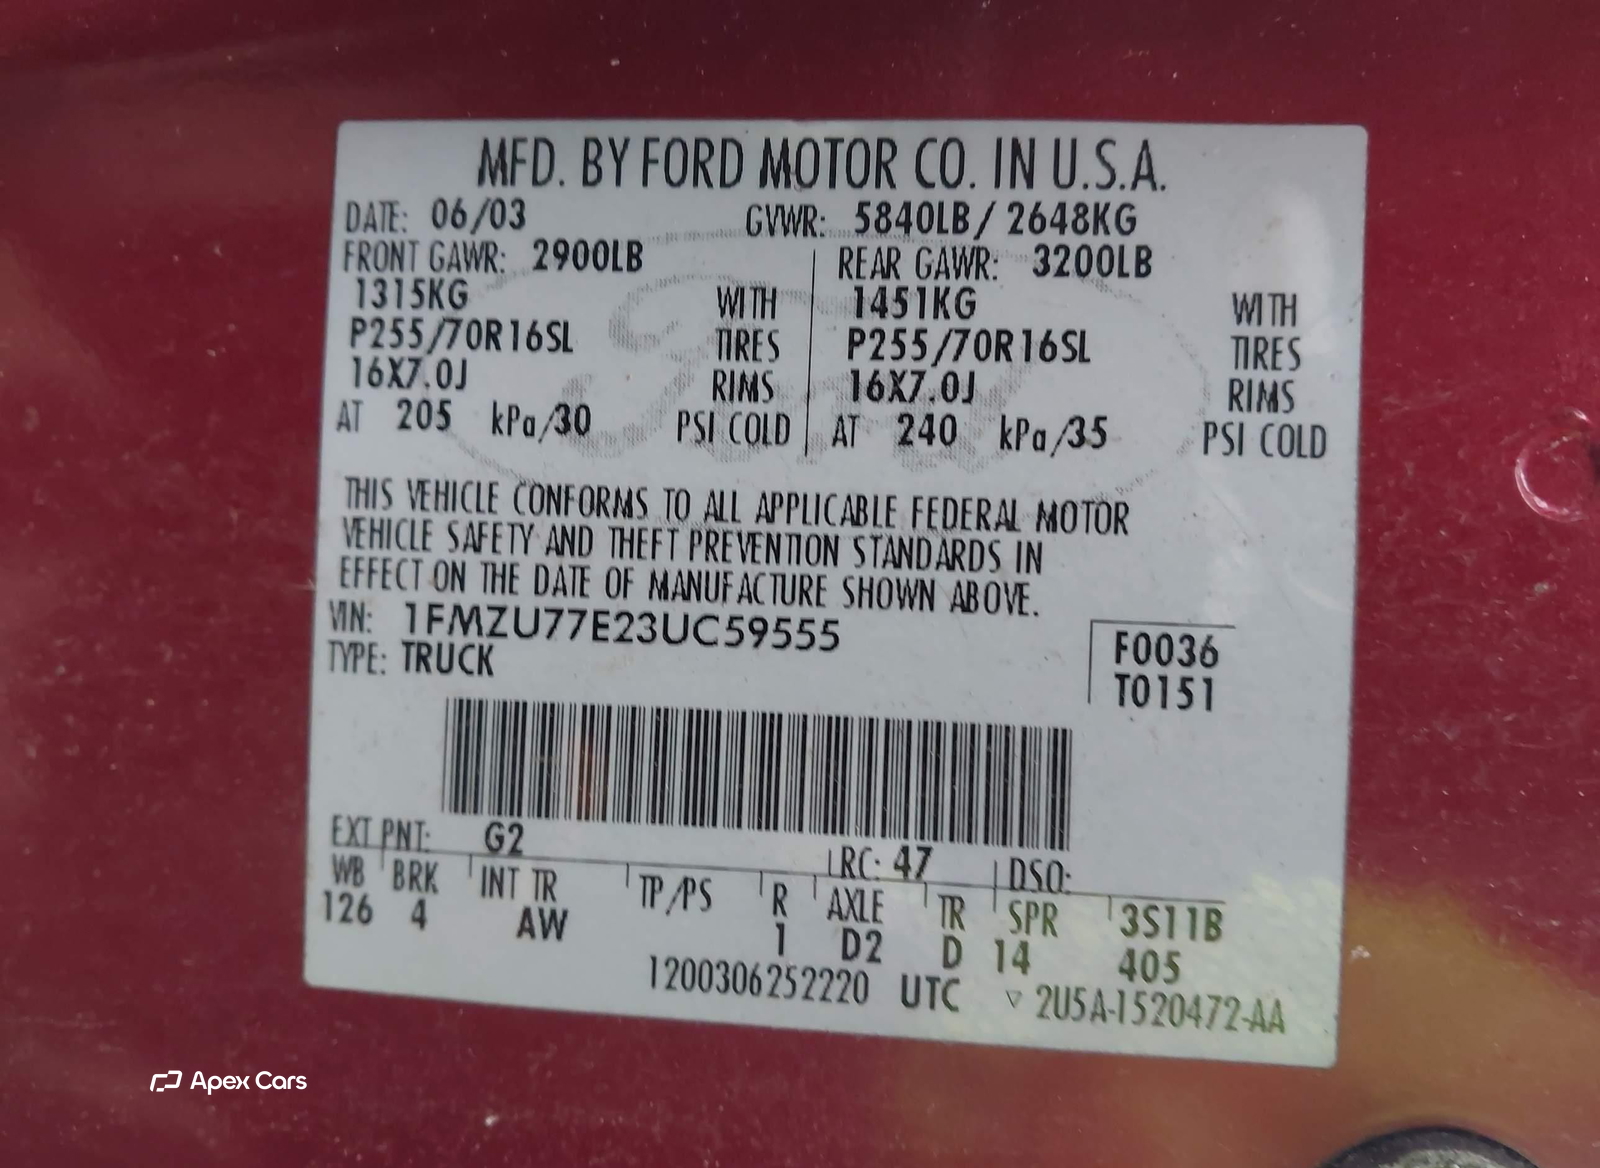 MFD. BY FORD MOTOR CO. IN U.S.A.
DATE: 06/03 GVWR: 5840LB/ 2648KG
FRONT GAWR: 2900LB REAR GAWR: 3200LB
1315KG WITH 1451KG WITH
P255/70R16SL TIRES P255/70R16SL TIRES
16X7.0J RIMS 16X7.0J RIMS
AT 205 kPa/30 PSI COLD AT 240 kPa/35 PSI COLD
THIS VEHICLE CONFORMS TO ALL APPLICABLE FEDERAL MOTOR
VEHICLE SAFETY AND THEFT PREVENTION STANDARDS IN
EFFECT ON THE DATE OF MANUFACTURE SHOWN ABOVE.
VIN: 1FMZU77E23UC59555
TYPE: TRUCK
F0036
T0151
EXT PNT: G2 RC: 47 DSO:
WB BRK INT TR TP/PS R AXLE TR SPR 3S11B
126 4 AW 1 D2 D 14 405
1200306252220 UTC ▽ 2U5A-1520472-AA
Apex Cars